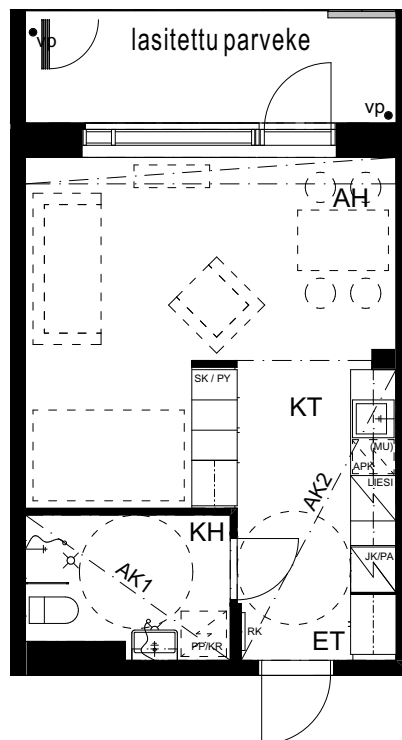 vp
lasitettu parveke
vp
AH
SK / PY
KT
(MU)
APK
LIESI
AK2
KH
AK1
JK/PA
RK
ET
PP/KR